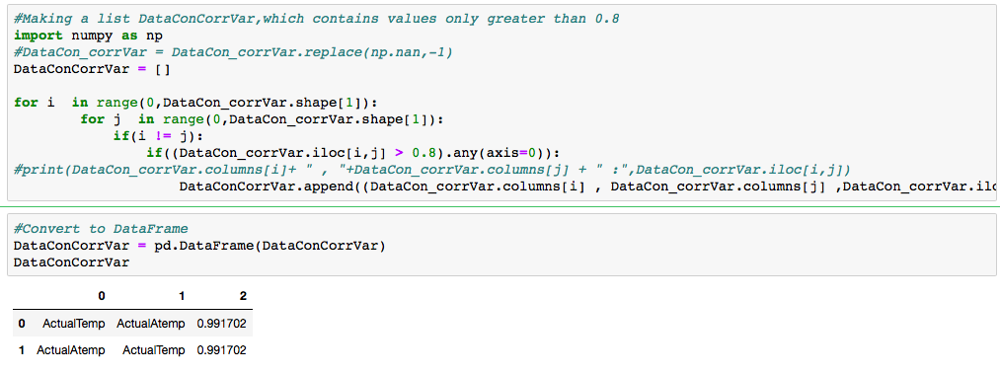 #Making a list DataConCorrVar,which contains values only greater than 0.8
import numpy as np
#DataCon_corrVar = DataCon_corrVar.replace(np.nan,-1)
DataConCorrVar = []
for i  in range(0,DataCon_corrVar.shape[1]):
        for j  in range(0,DataCon_corrVar.shape[1]):
            if(i != j):
                if((DataCon_corrVar.iloc[i,j] > 0.8).any(axis=0)):
#print(DataCon_corrVar.columns[i]+ " , "+DataCon_corrVar.columns[j] + " :",DataCon_corrVar.iloc[i,j])
                    DataConCorrVar.append((DataCon_corrVar.columns[i] , DataCon_corrVar.columns[j] ,DataCon_corrVar.ilo
#Convert to DataFrame
DataConCorrVar = pd.DataFrame(DataConCorrVar)
DataConCorrVar
0 1 2
0 ActualTemp ActualAtemp 0.991702
1 ActualAtemp ActualTemp 0.991702